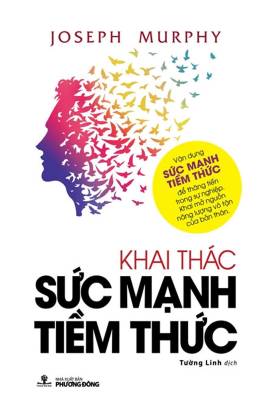 JOSEPH MURPHY
Vận dụng
SỨC MẠNH
TIỀM THỨC
để thăng tiến
trong sự nghiệp.
Khai mở nguồn
năng lượng vô tận
của bản thân.
KHAI THÁC
SỨC MẠNH
TIỀM THỨC
Tường Linh dịch
NHÀ XUẤT BẢN
PHƯƠNG ĐÔNG